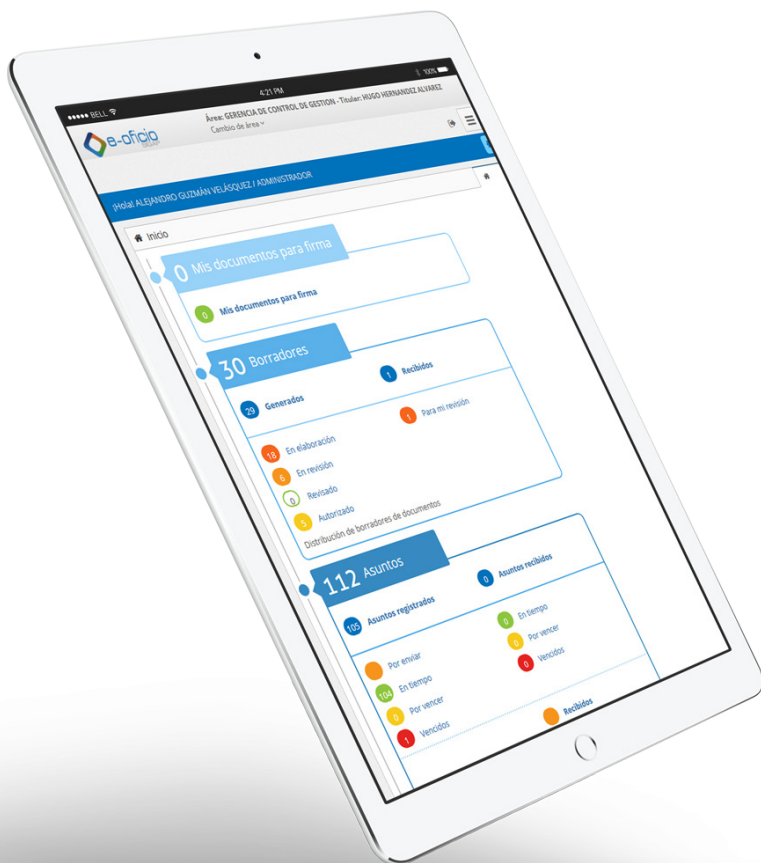 BELL
4:21 PM
100%
e-oficio
Área: GERENCIA DE CONTROL DE GESTION - Titular: HUGO HERNANDEZ ALVAREZ
Cambio de área
¡Hola! ALEJANDRO GUZMÁN VELÁSQUEZ / ADMINISTRADOR
Inicio
0 Mis documentos para firma
0 Mis documentos para firma
30 Borradores
29 Generados
1 Recibidos
18 En elaboración
1 Para mi revisión
6 En revisión
0 Revisado
5 Autorizado
Distribución de borradores de documentos
112 Asuntos
105 Asuntos registrados
0 Asuntos recibidos
Por enviar
0 En tiempo
104 En tiempo
0 Por vencer
0 Por vencer
0 Vencidos
1 Vencidos
Recibidos